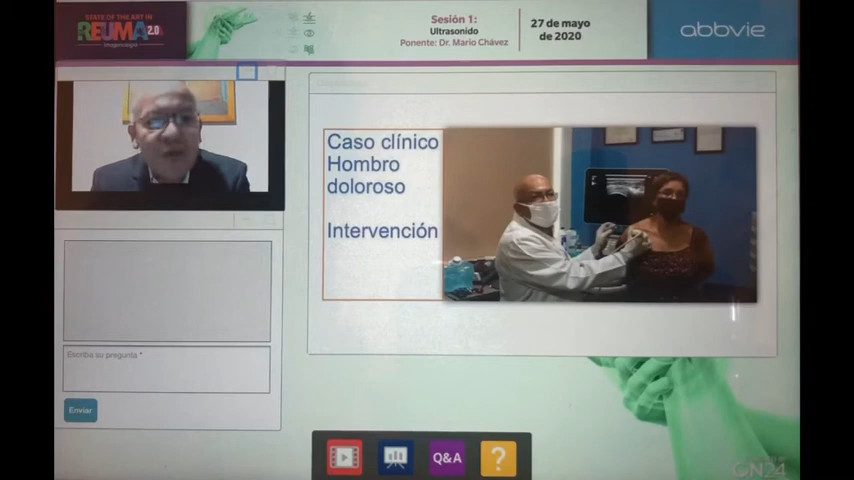 STATE OF THE ART IN
REUMA 2.0
Imagenología
Sesión 1:
Ultrasonido
Ponente: Dr. Mario Chávez
27 de mayo
de 2020
abbvie
Caso clínico
Hombro
doloroso
Intervención
Escriba su pregunta *
Enviar
Q&A
?
ON24